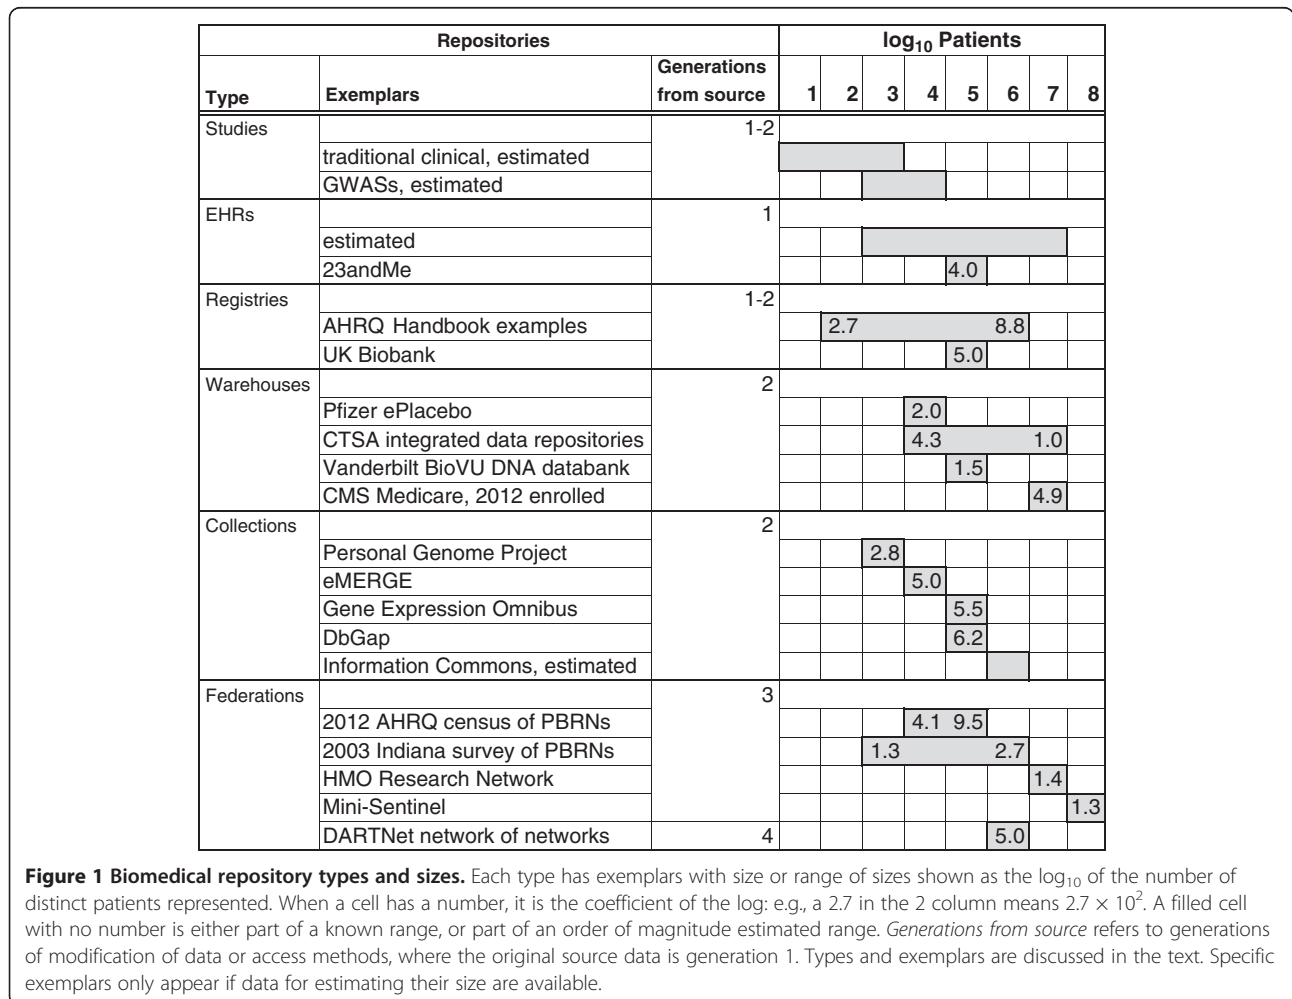 Repositories log10 Patients
Type Exemplars Generations from source 1 2 3 4 5 6 7 8
Studies 1-2
traditional clinical, estimated
GWASs, estimated
EHRs 1
estimated
23andMe 4.0
Registries 1-2
AHRQ Handbook examples 2.7 8.8
UK Biobank 5.0
Warehouses 2
Pfizer ePlacebo 2.0
CTSA integrated data repositories 4.3 1.0
Vanderbilt BioVU DNA databank 1.5
CMS Medicare, 2012 enrolled 4.9
Collections 2
Personal Genome Project 2.8
eMERGE 5.0
Gene Expression Omnibus 5.5
DbGap 6.2
Information Commons, estimated
Federations 3
2012 AHRQ census of PBRNs 4.1 9.5
2003 Indiana survey of PBRNs 1.3 2.7
HMO Research Network 1.4
Mini-Sentinel 1.3
DARTNet network of networks 4 5.0
Figure 1 Biomedical repository types and sizes. Each type has exemplars with size or range of sizes shown as the log10 of the number of
distinct patients represented. When a cell has a number, it is the coefficient of the log: e.g., a 2.7 in the 2 column means 2.7 × 10². A filled cell
with no number is either part of a known range, or part of an order of magnitude estimated range. Generations from source refers to generations
of modification of data or access methods, where the original source data is generation 1. Types and exemplars are discussed in the text. Specific
exemplars only appear if data for estimating their size are available.